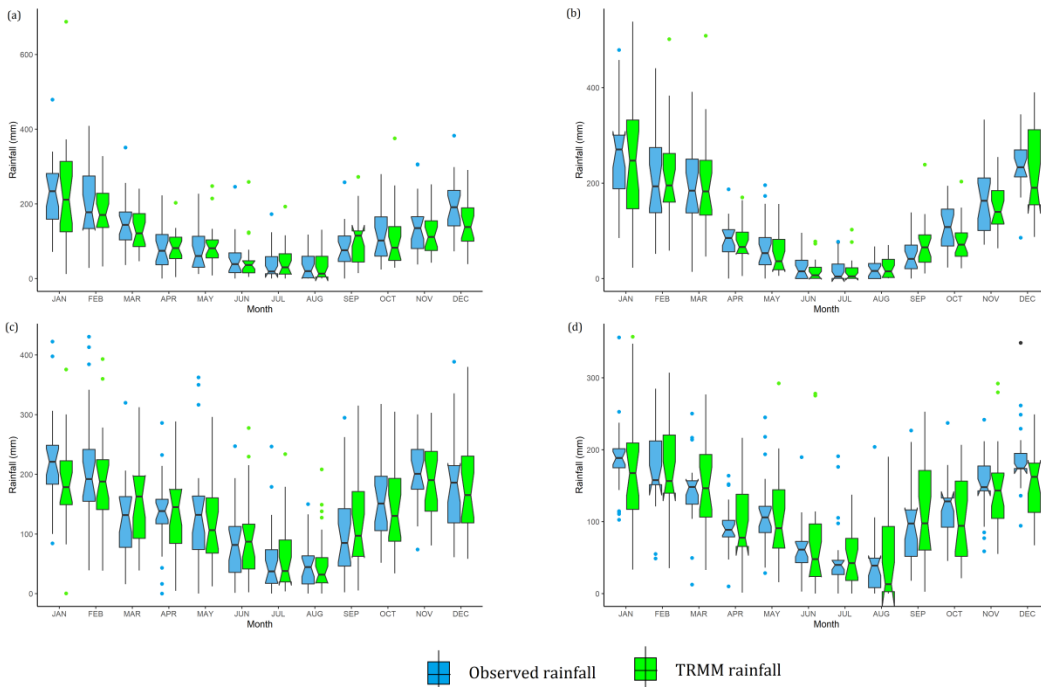 (a)
Rainfall (mm)
600
400
200
0
JAN FEB MAR APR MAY JUN JUL AUG SEP OCT NOV DEC
Month
(b)
Rainfall (mm)
400
200
0
JAN FEB MAR APR MAY JUN JUL AUG SEP OCT NOV DEC
Month
(c)
Rainfall (mm)
400
300
200
100
0
JAN FEB MAR APR MAY JUN JUL AUG SEP OCT NOV DEC
Month
(d)
Rainfall (mm)
300
200
100
0
JAN FEB MAR APR MAY JUN JUL AUG SEP OCT NOV DEC
Month
Observed rainfall TRMM rainfall